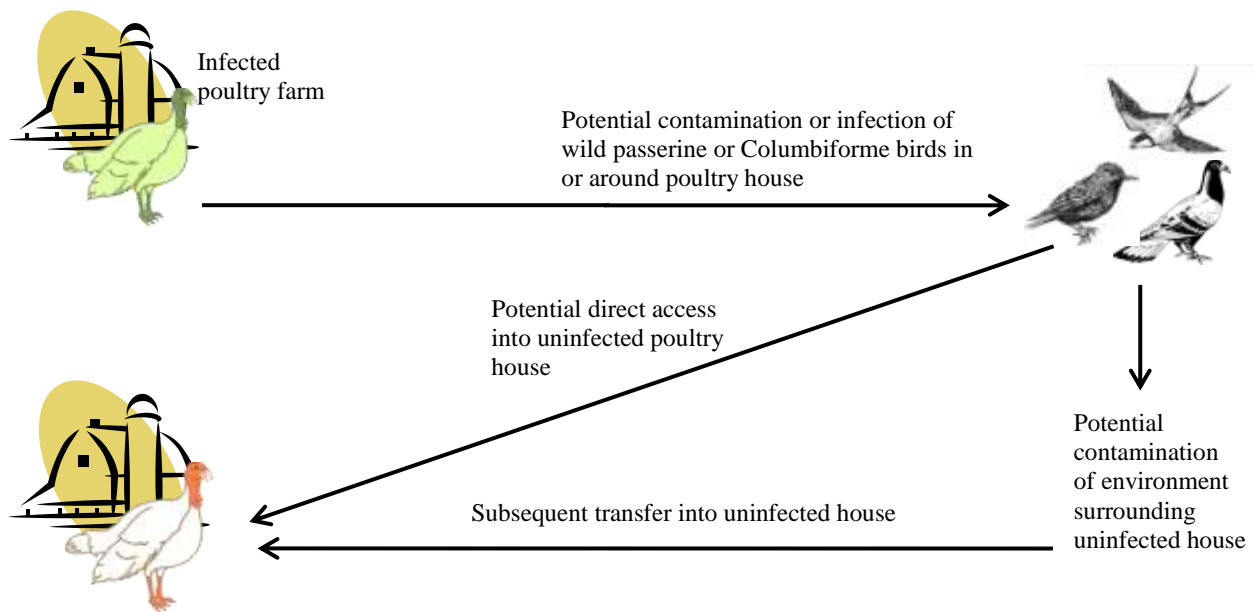 Infected
poultry farm
Potential contamination or infection of
wild passerine or Columbiforme birds in
or around poultry house
Potential direct access
into uninfected poultry
house
Potential
contamination
of environment
surrounding
uninfected house
Subsequent transfer into uninfected house